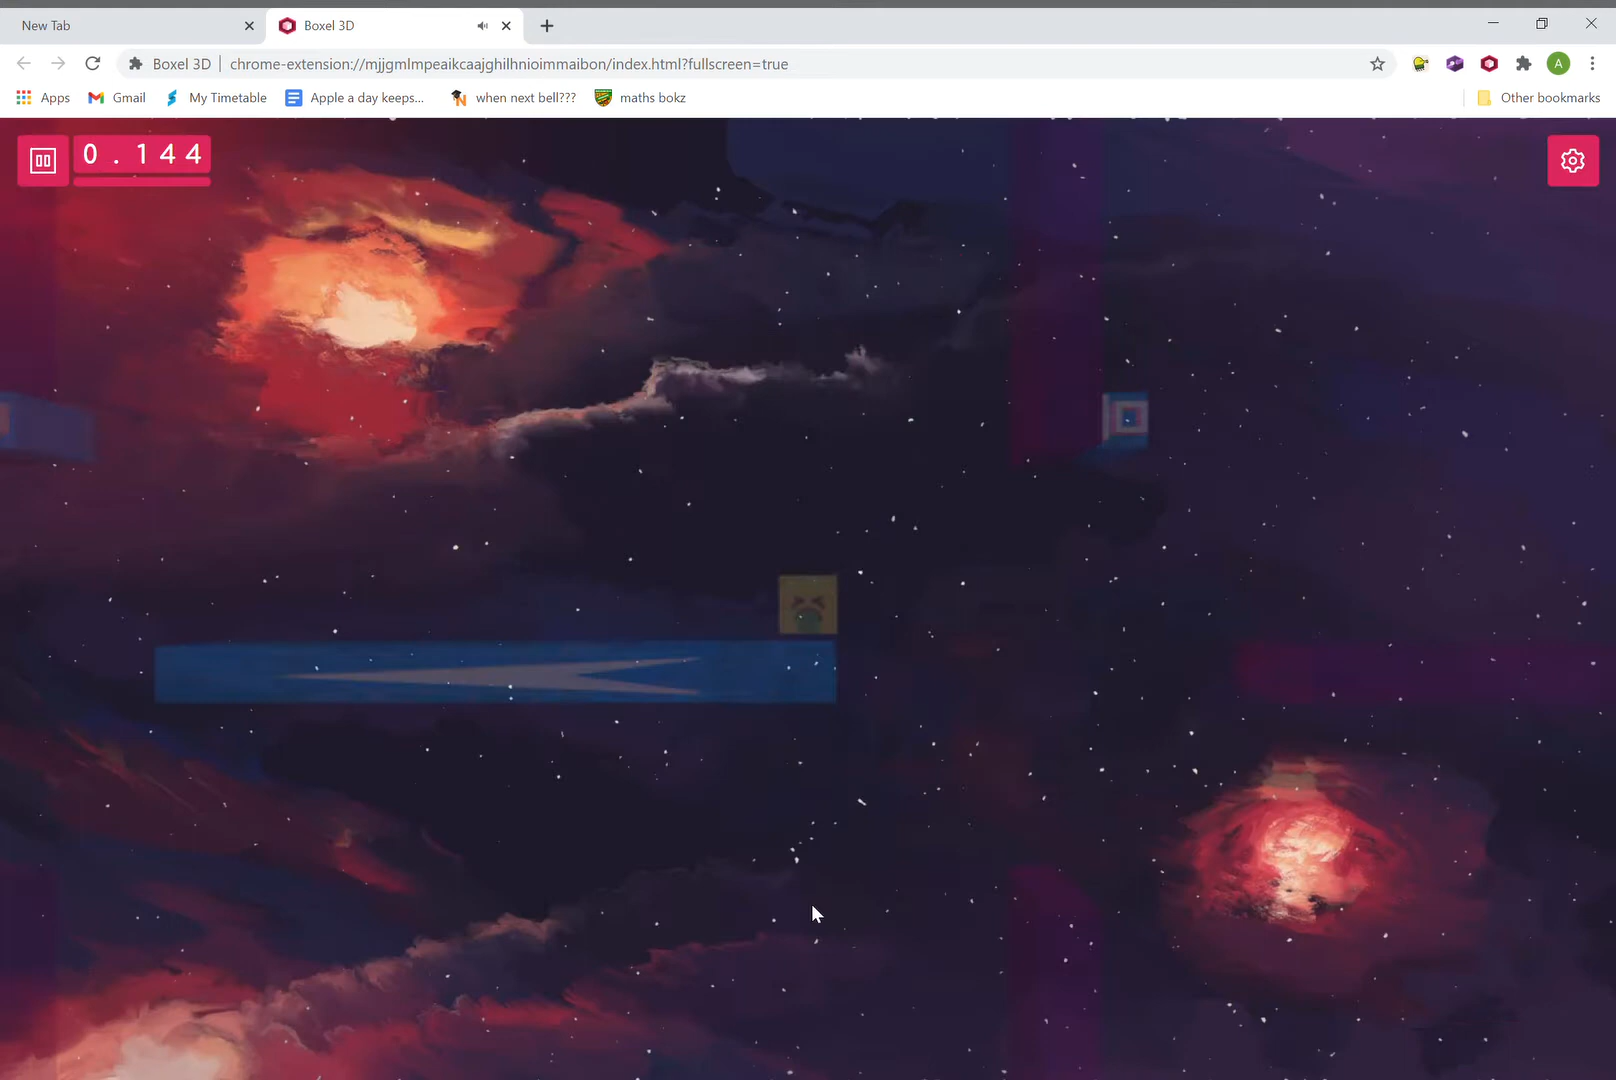 New Tab
Boxel 3D
Boxel 3D | chrome-extension://mjjgmlmpeaikcaajghilhnioimmaibon/index.html?fullscreen=true
A
Apps
Gmail
My Timetable
Apple a day keeps...
when next bell???
maths bokz
Other bookmarks
0.144